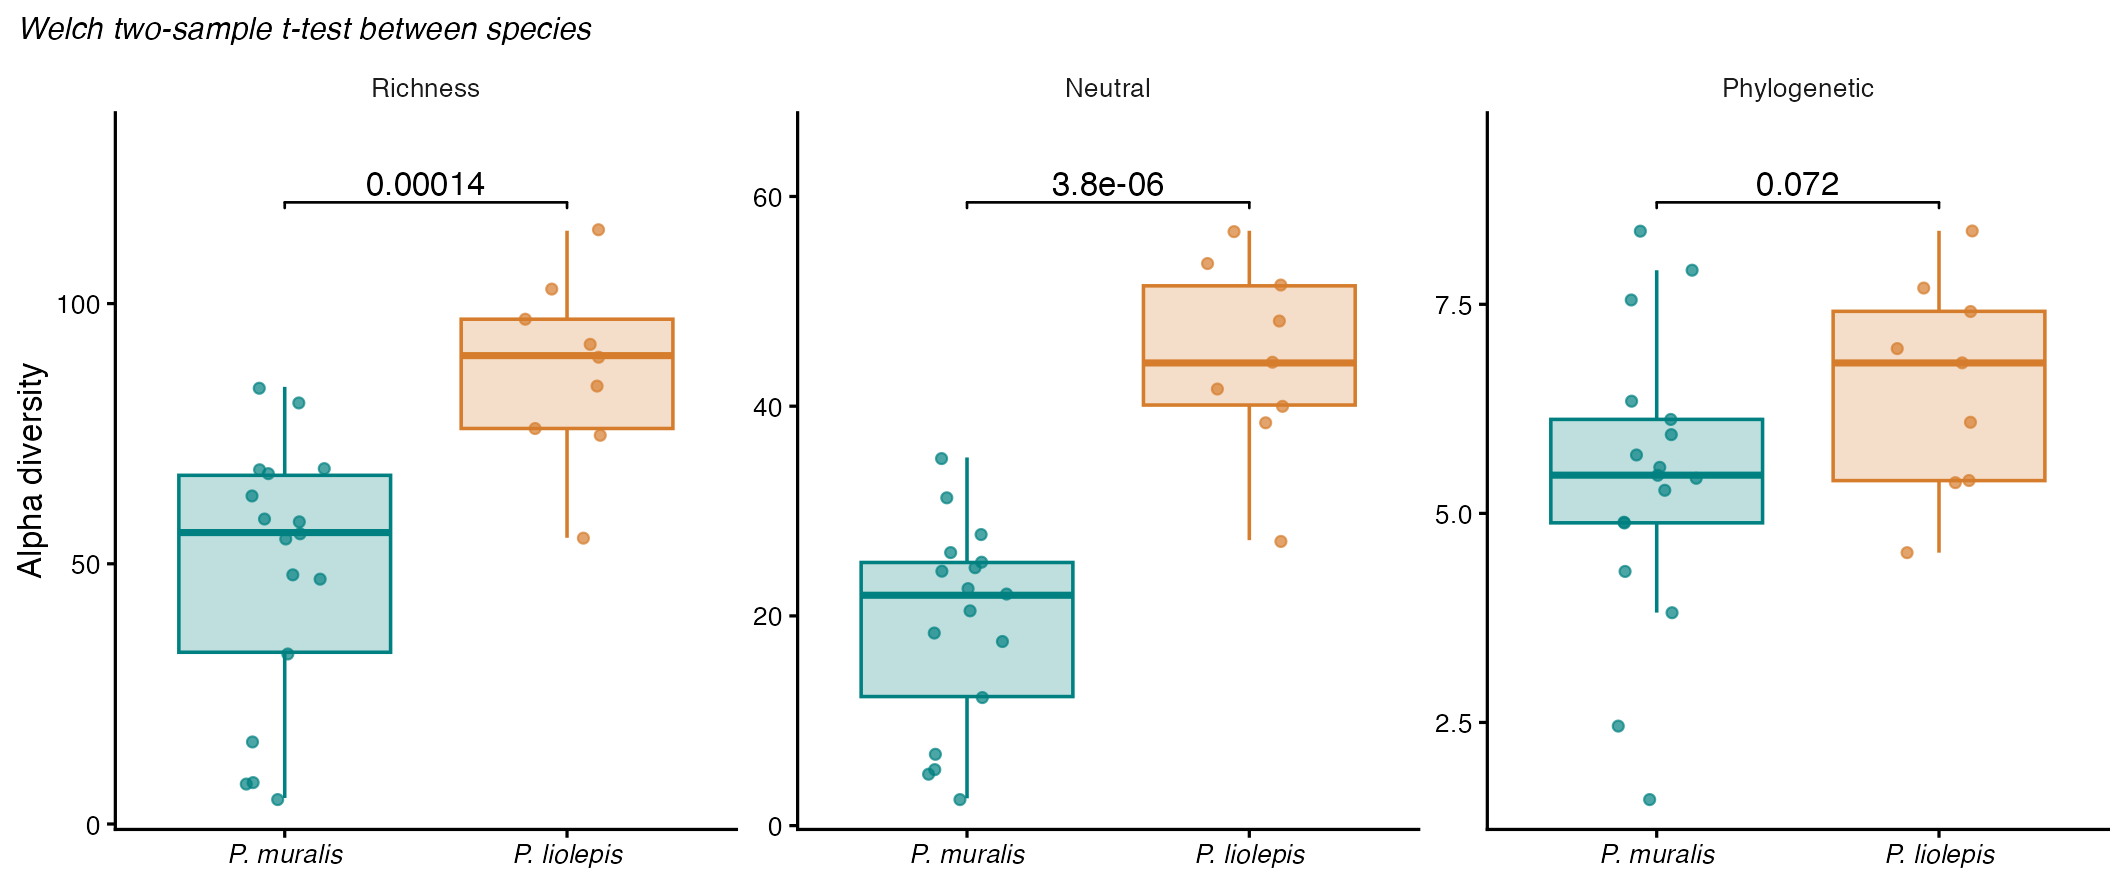 Welch two-sample t-test between species
Richness
Neutral
Phylogenetic
Alpha diversity
100
50
0
0.00014
P. muralis
P. liolepis
60
40
20
0
3.8e-06
P. muralis
P. liolepis
7.5
5.0
2.5
0.072
P. muralis
P. liolepis